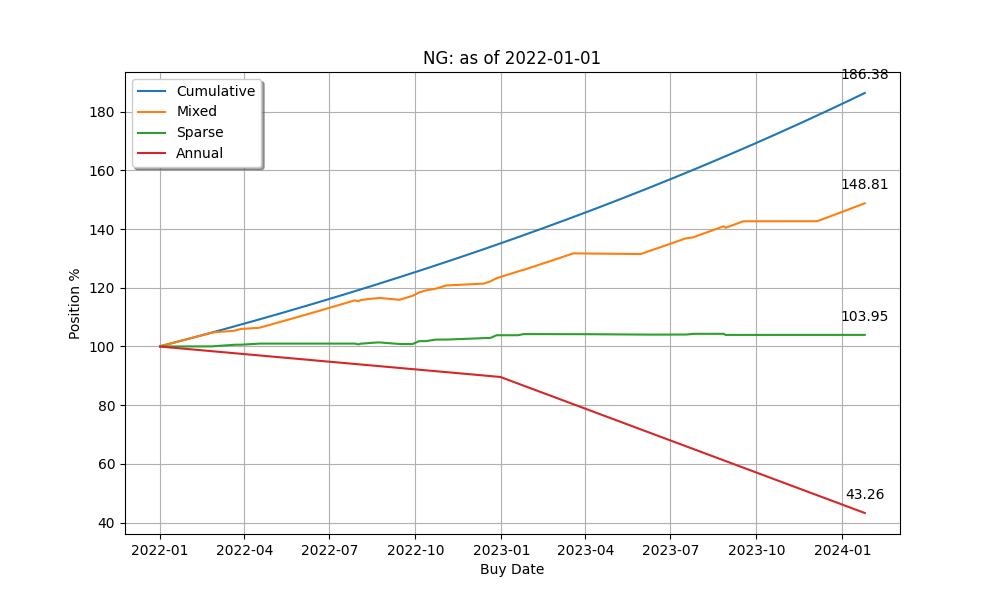 NG: as of 2022-01-01
186.38
Cumulative
Mixed
Sparse
Annual
148.81
103.95
43.26
180
160
140
120
100
80
60
40
Position %
2022-01 2022-04 2022-07 2022-10 2023-01 2023-04 2023-07 2023-10 2024-01
Buy Date